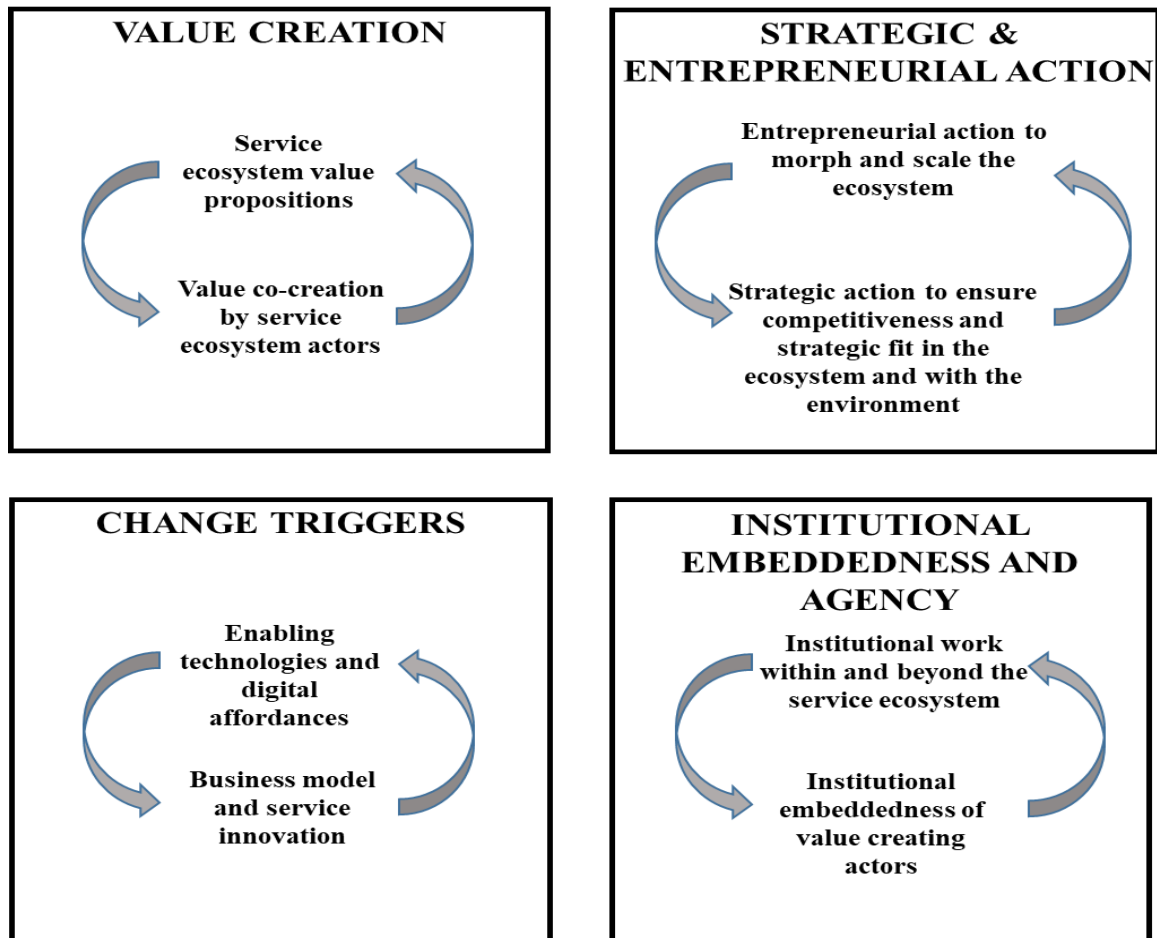 VALUE CREATION
Service
ecosystem value
propositions
Value co-creation
by service
ecosystem actors
STRATEGIC &
ENTREPRENEURIAL ACTION
Entrepreneurial action to
morph and scale the
ecosystem
Strategic action to ensure
competitiveness and
strategic fit in the
ecosystem and with the
environment
CHANGE TRIGGERS
Enabling
technologies and
digital
affordances
Business model
and service
innovation
INSTITUTIONAL
EMBEDDEDNESS AND
AGENCY
Institutional work
within and beyond the
service ecosystem
Institutional
embeddedness of
value creating
actors